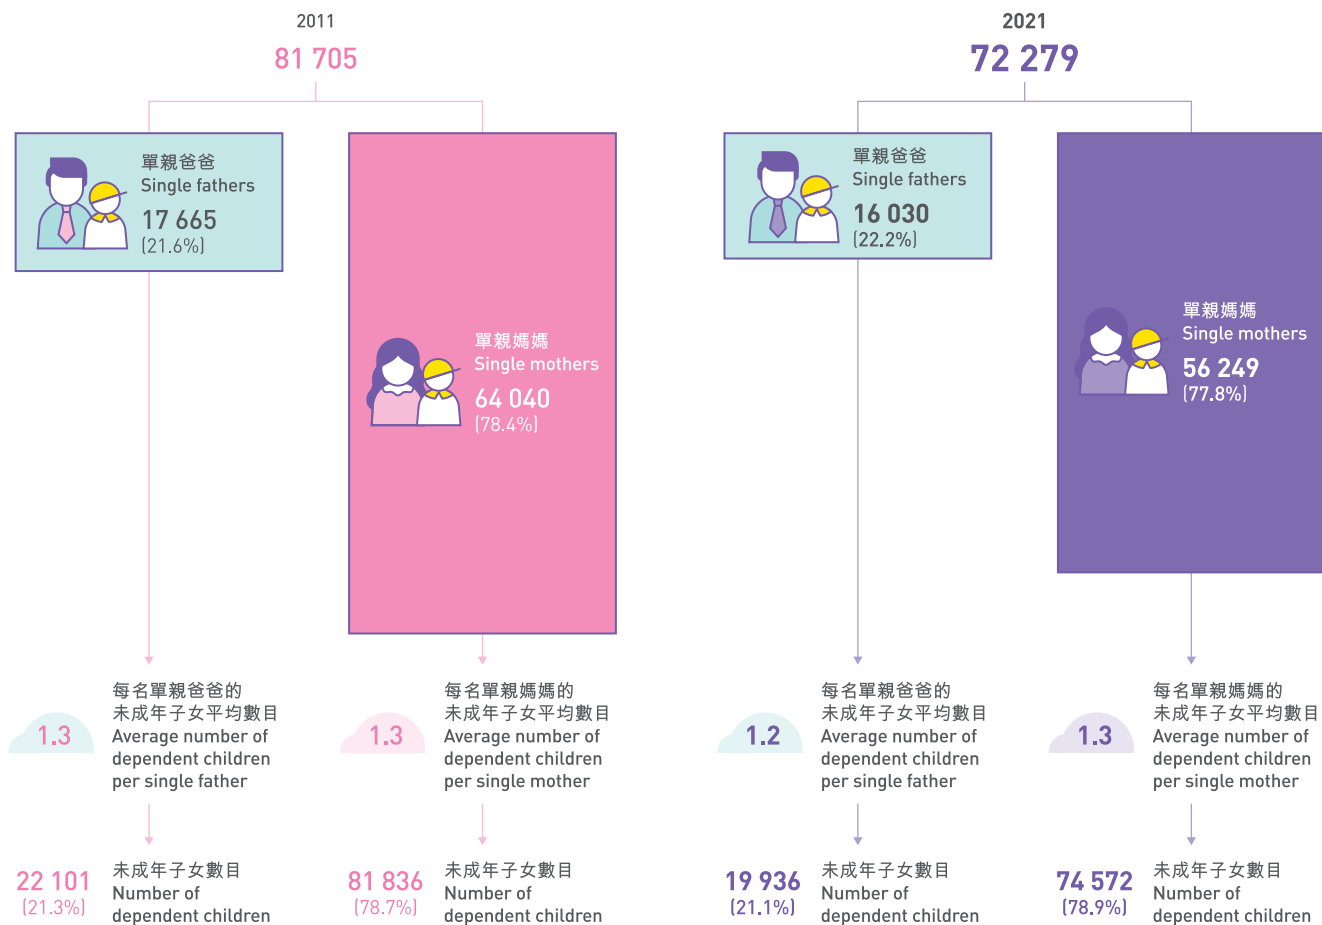 2011
81 705
單親爸爸
Single fathers
17 665
(21.6%)
單親媽媽
Single mothers
64 040
(78.4%)
1.3
每名單親爸爸的
未成年子女平均數目
Average number of
dependent children
per single father
1.3
每名單親媽媽的
未成年子女平均數目
Average number of
dependent children
per single mother
22 101
(21.3%)
未成年子女數目
Number of
dependent children
81 836
(78.7%)
未成年子女數目
Number of
dependent children
2021
72 279
單親爸爸
Single fathers
16 030
(22.2%)
單親媽媽
Single mothers
56 249
(77.8%)
1.2
每名單親爸爸的
未成年子女平均數目
Average number of
dependent children
per single father
1.3
每名單親媽媽的
未成年子女平均數目
Average number of
dependent children
per single mother
19 936
(21.1%)
未成年子女數目
Number of
dependent children
74 572
(78.9%)
未成年子女數目
Number of
dependent children